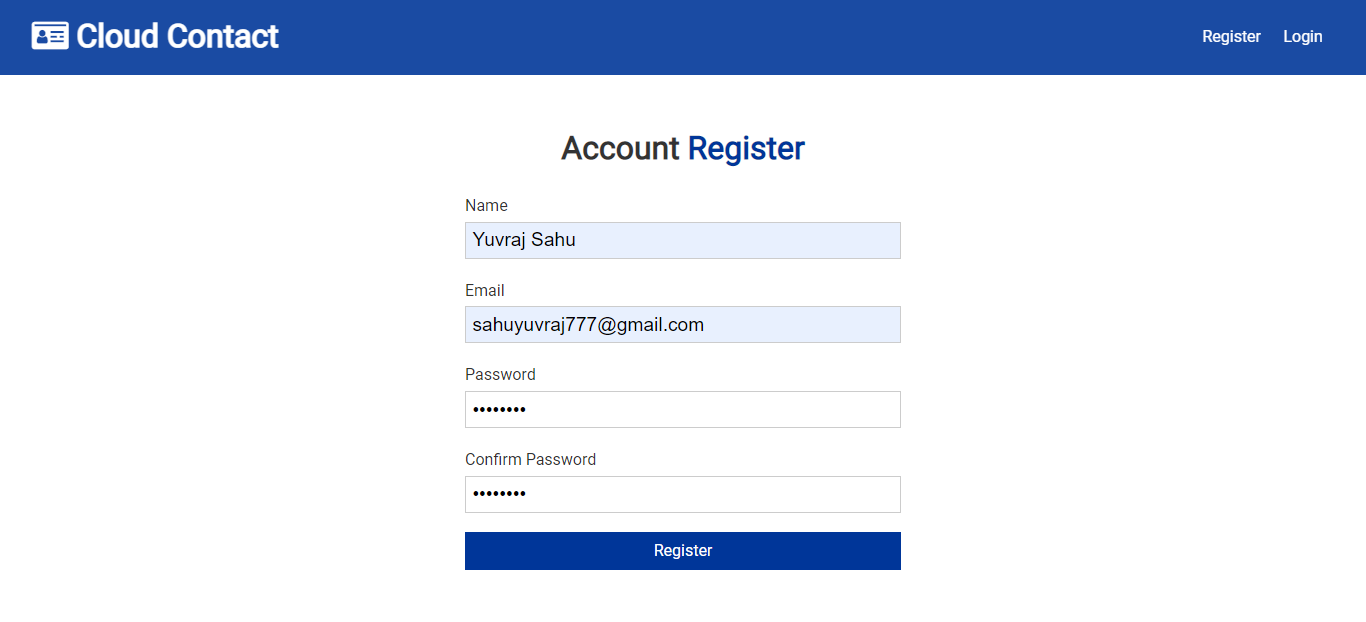 Cloud Contact
Register Login
Account Register
Name
Yuvraj Sahu
Email
sahuyuvraj777@gmail.com
Password
••••••••
Confirm Password
••••••••
Register